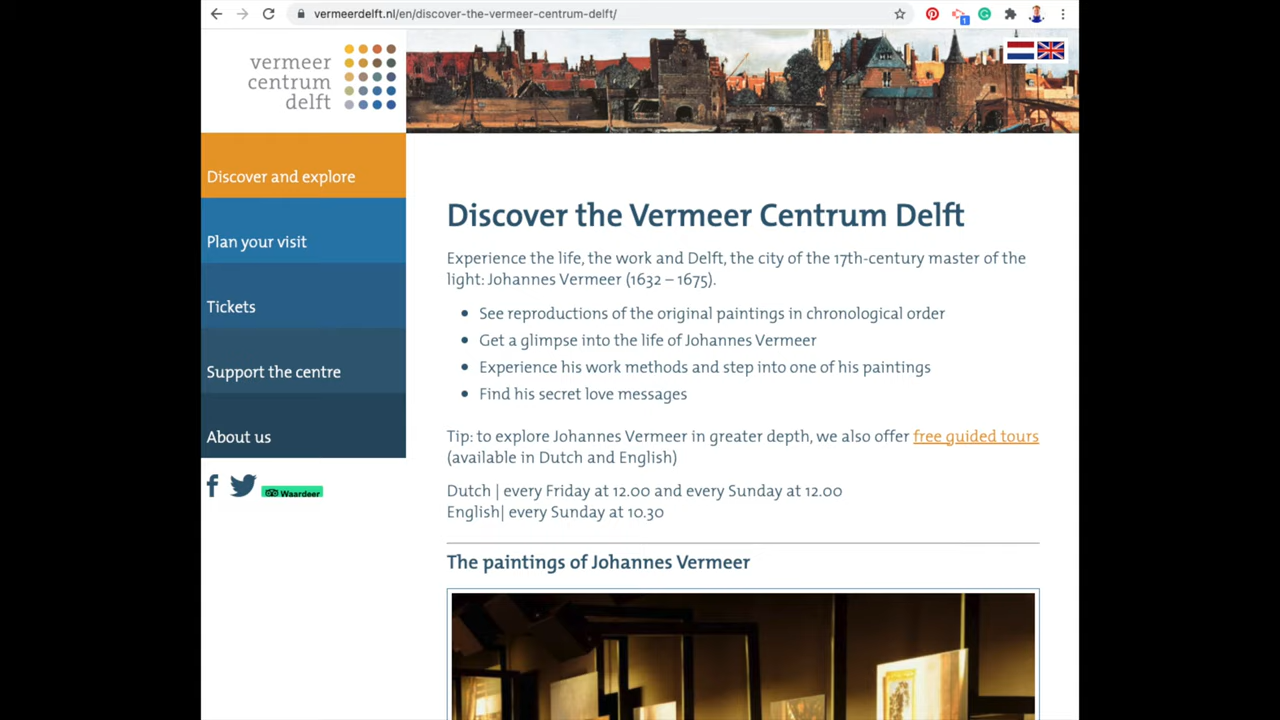 vermeerdelft.nl/en/discover-the-vermeer-centrum-delft/
1
vermeer
centrum
delft
Discover and explore
Plan your visit
Tickets
Support the centre
About us
Waardeer
Discover the Vermeer Centrum Delft
Experience the life, the work and Delft, the city of the 17th-century master of the
light: Johannes Vermeer (1632 – 1675).
• See reproductions of the original paintings in chronological order
• Get a glimpse into the life of Johannes Vermeer
• Experience his work methods and step into one of his paintings
• Find his secret love messages
Tip: to explore Johannes Vermeer in greater depth, we also offer free guided tours
(available in Dutch and English)
Dutch | every Friday at 12.00 and every Sunday at 12.00
English| every Sunday at 10.30
The paintings of Johannes Vermeer